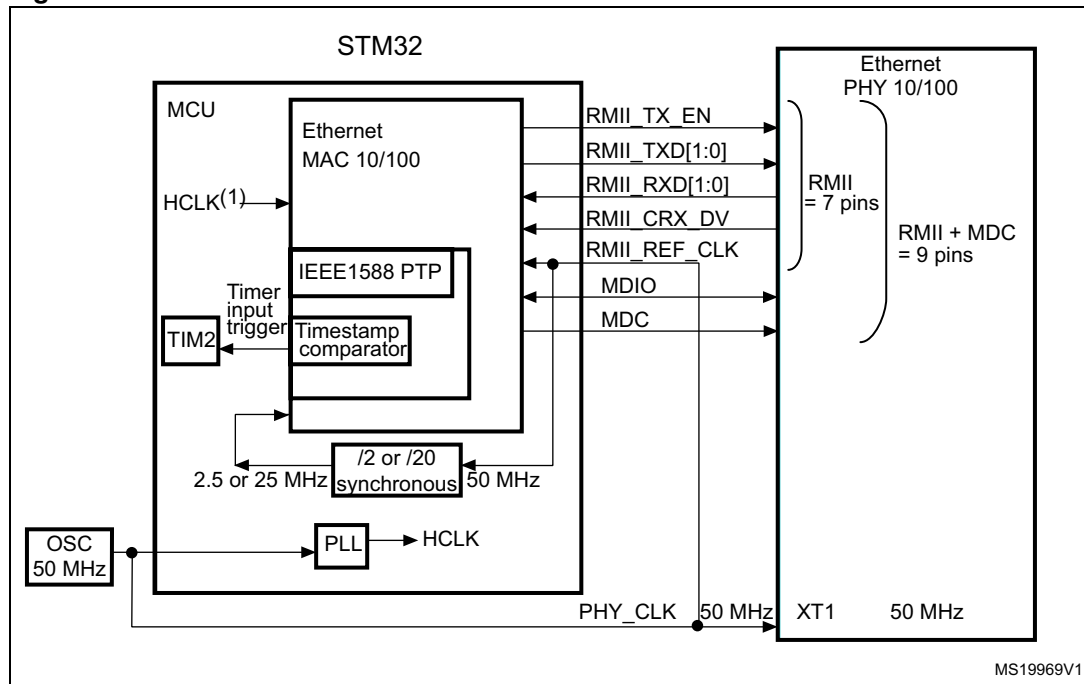 STM32
MCU
Ethernet
MAC 10/100
HCLK(1)
IEEE1588 PTP
Timer
input
trigger
TIM2
Timestamp
comparator
/2 or /20
synchronous
2.5 or 25 MHz
50 MHz
OSC
50 MHz
PLL
HCLK
RMII_TX_EN
RMII_TXD[1:0]
RMII_RXD[1:0]
RMII_CRX_DV
RMII_REF_CLK
MDIO
MDC
PHY_CLK
50 MHz
Ethernet
PHY 10/100
RMII
= 7 pins
RMII + MDC
= 9 pins
XT1
50 MHz
MS19969V1